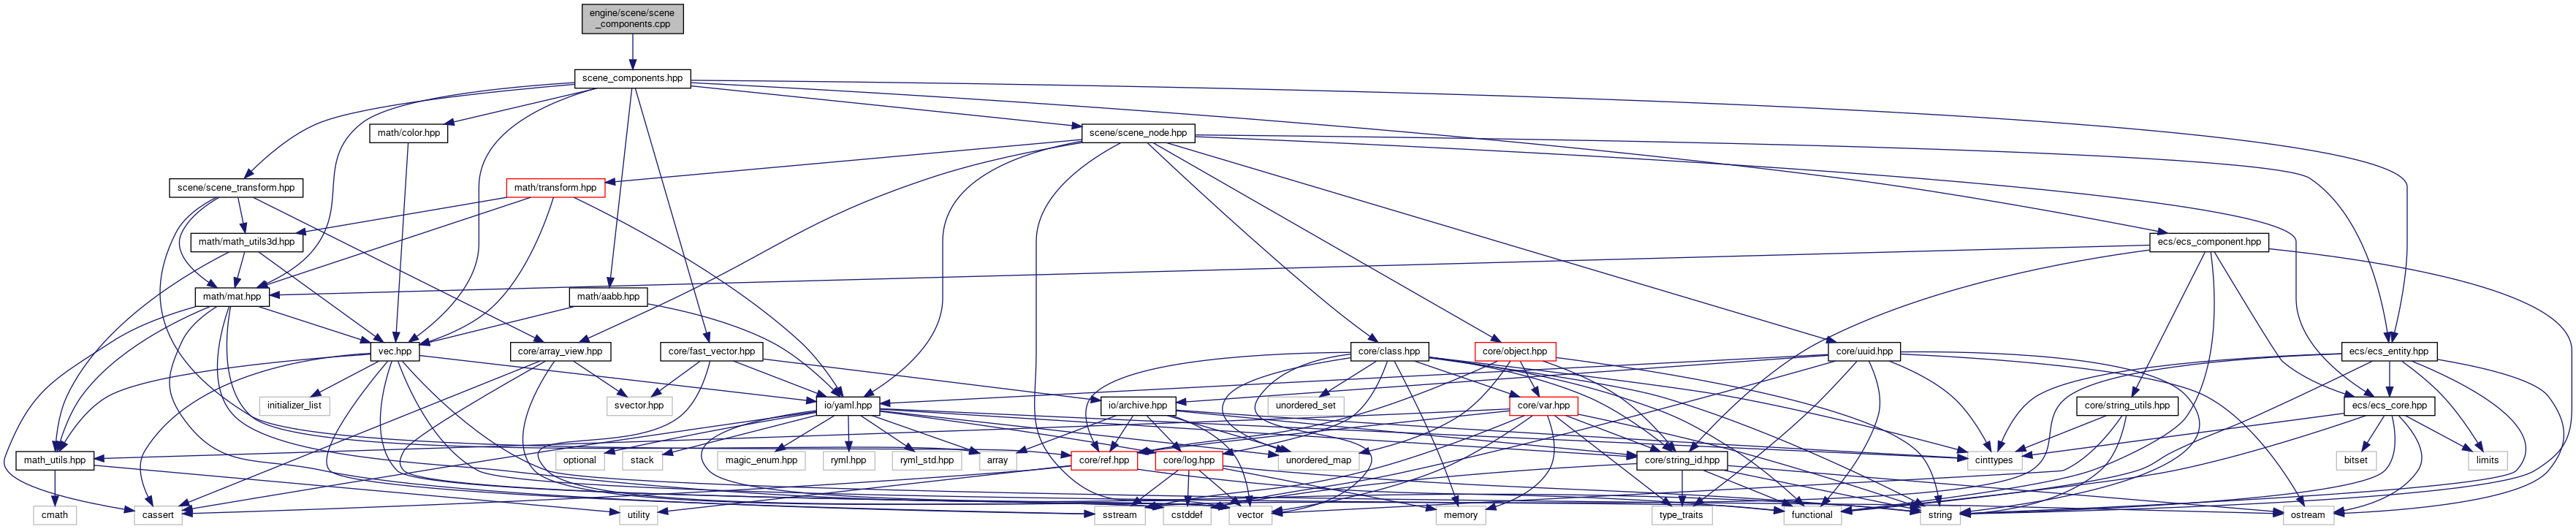 engine/scene/scene
_components.cpp
scene_components.hpp
math/color.hpp
scene/scene_node.hpp
scene/scene_transform.hpp
math/transform.hpp
math/math_utils3d.hpp
ecs/ecs_component.hpp
math/mat.hpp
math/aabb.hpp
vec.hpp
core/array_view.hpp
core/fast_vector.hpp
core/class.hpp
core/object.hpp
core/uuid.hpp
ecs/ecs_entity.hpp
initializer_list
svector.hpp
io/yaml.hpp
io/archive.hpp
unordered_set
core/var.hpp
core/string_utils.hpp
ecs/ecs_core.hpp
math_utils.hpp
optional
stack
magic_enum.hpp
ryml.hpp
ryml_std.hpp
array
core/ref.hpp
core/log.hpp
unordered_map
core/string_id.hpp
cinttypes
bitset
limits
cmath
cassert
utility
sstream
cstddef
vector
memory
type_traits
functional
string
ostream